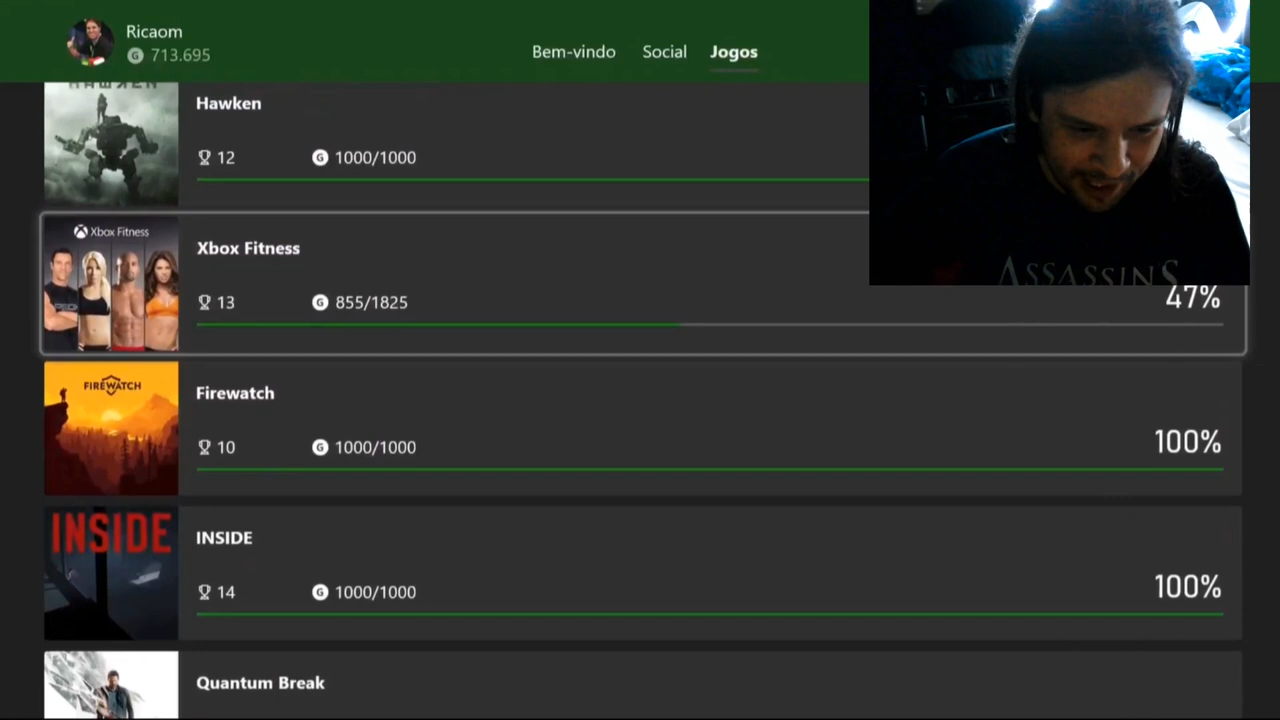 Ricaom
G 713.695
Bem-vindo Social Jogos
HAWKEN
Hawken
12 G 1000/1000
Xbox Fitness
Xbox Fitness
13 G 855/1825
47%
ASSASSINS
FIREWATCH
Firewatch
10 G 1000/1000
100%
INSIDE
INSIDE
14 G 1000/1000
100%
Quantum Break